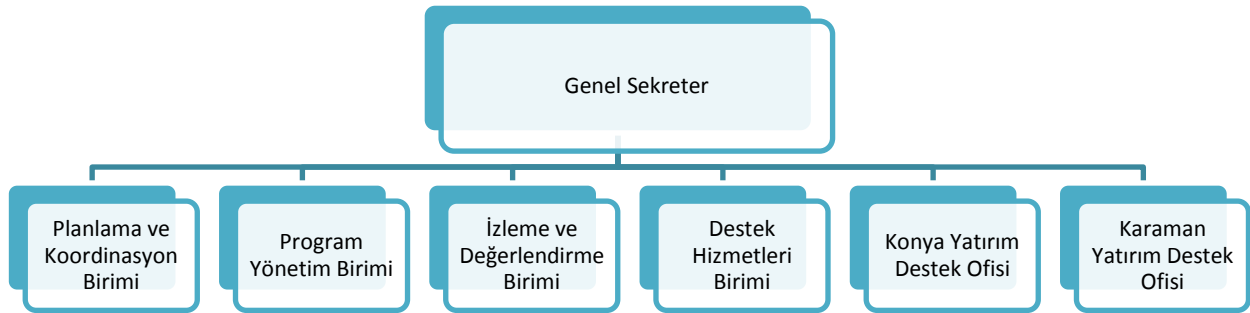 Genel Sekreter
Planlama ve
Koordinasyon
Birimi
Program
Yönetim Birimi
İzleme ve
Değerlendirme
Birimi
Destek
Hizmetleri
Birimi
Konya Yatırım
Destek Ofisi
Karaman
Yatırım Destek
Ofisi